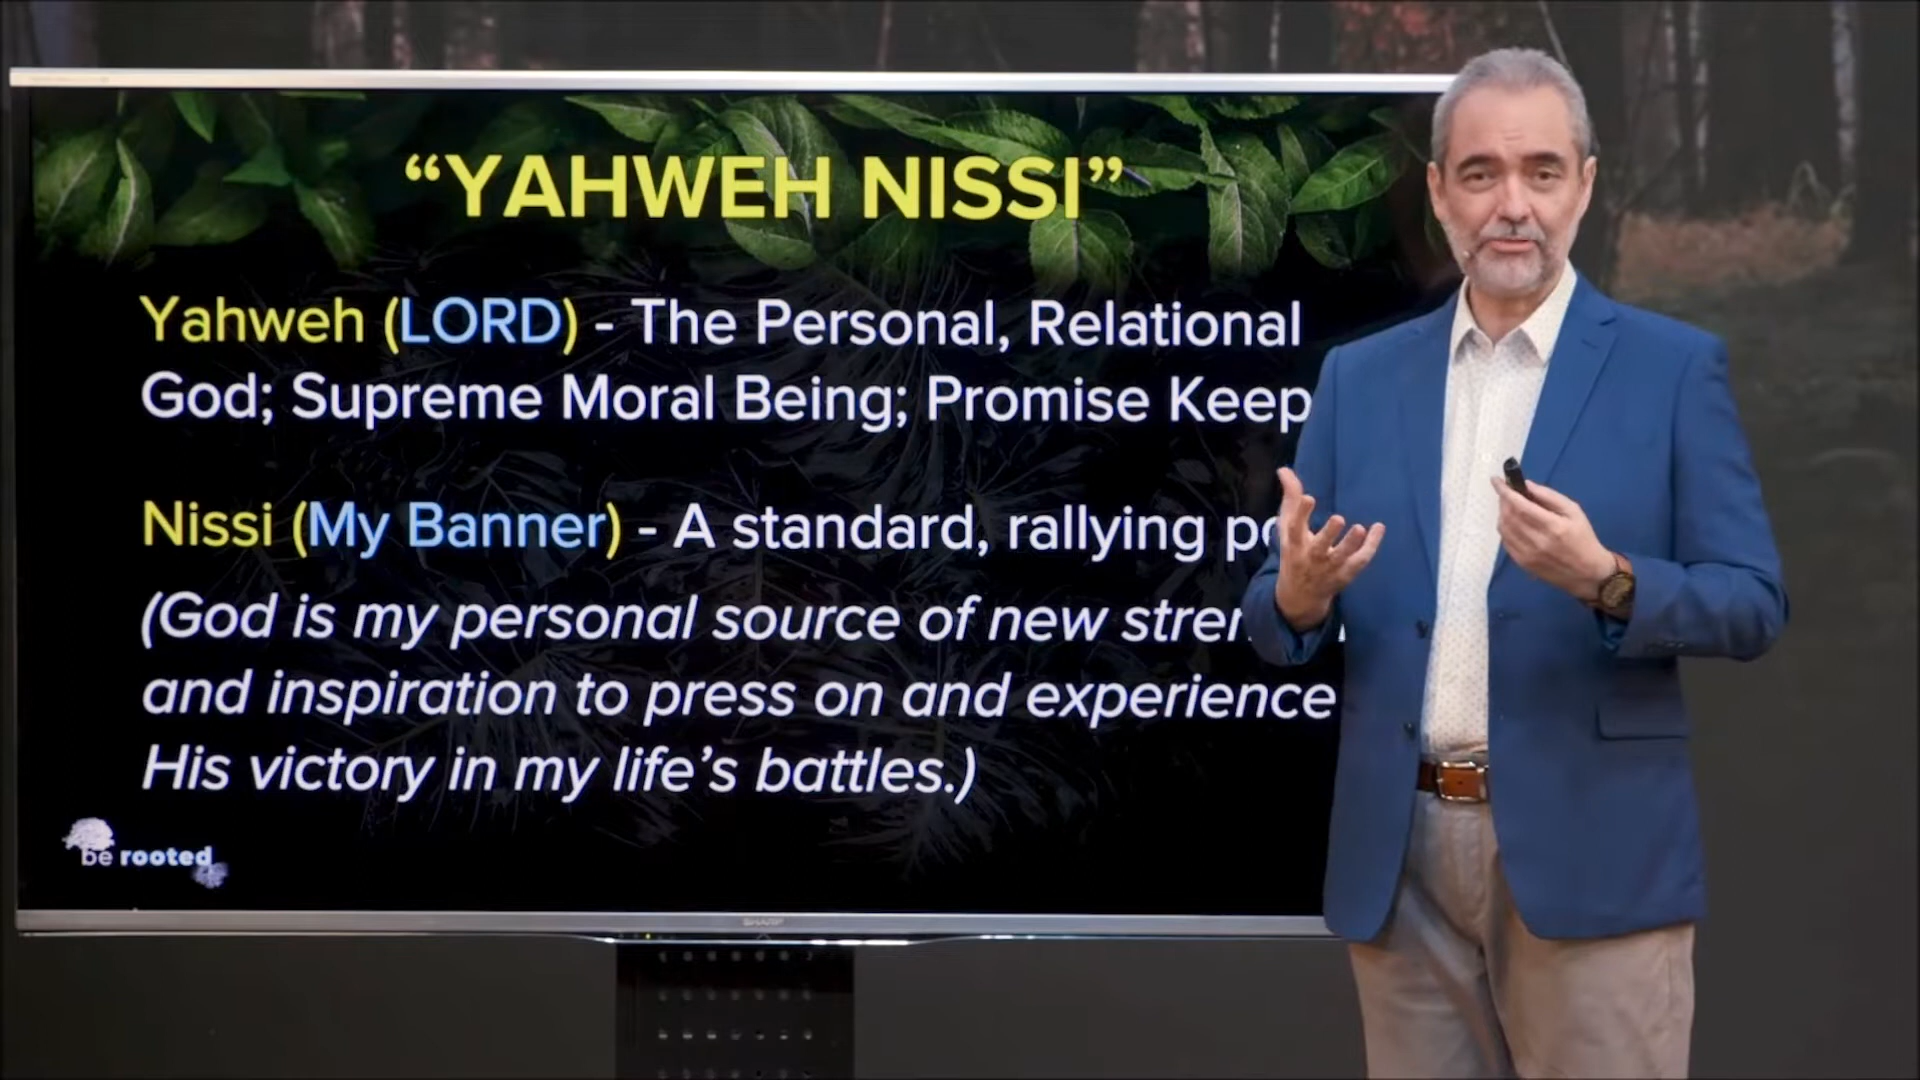 “YAHWEH NISSI”
Yahweh (LORD) - The Personal, Relational
God; Supreme Moral Being; Promise Keep
Nissi (My Banner) - A standard, rallying
(God is my personal source of new
and inspiration to press on and experience
His victory in my life’s battles.)
be rooted
SHARP